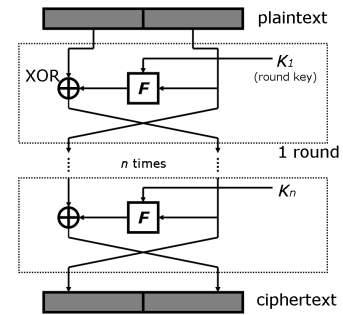 plaintext
K1
XOR
F
(round key)
1 round
n times
Kn
F
ciphertext